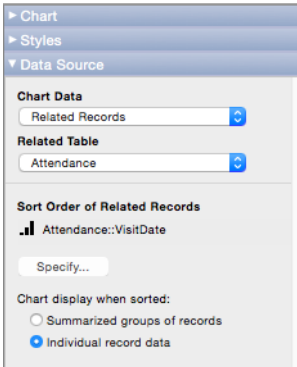 Chart
Styles
Data Source
Chart Data
Related Records
Related Table
Attendance
Sort Order of Related Records
Attendance::VisitDate
Specify...
Chart display when sorted:
Summarized groups of records
Individual record data